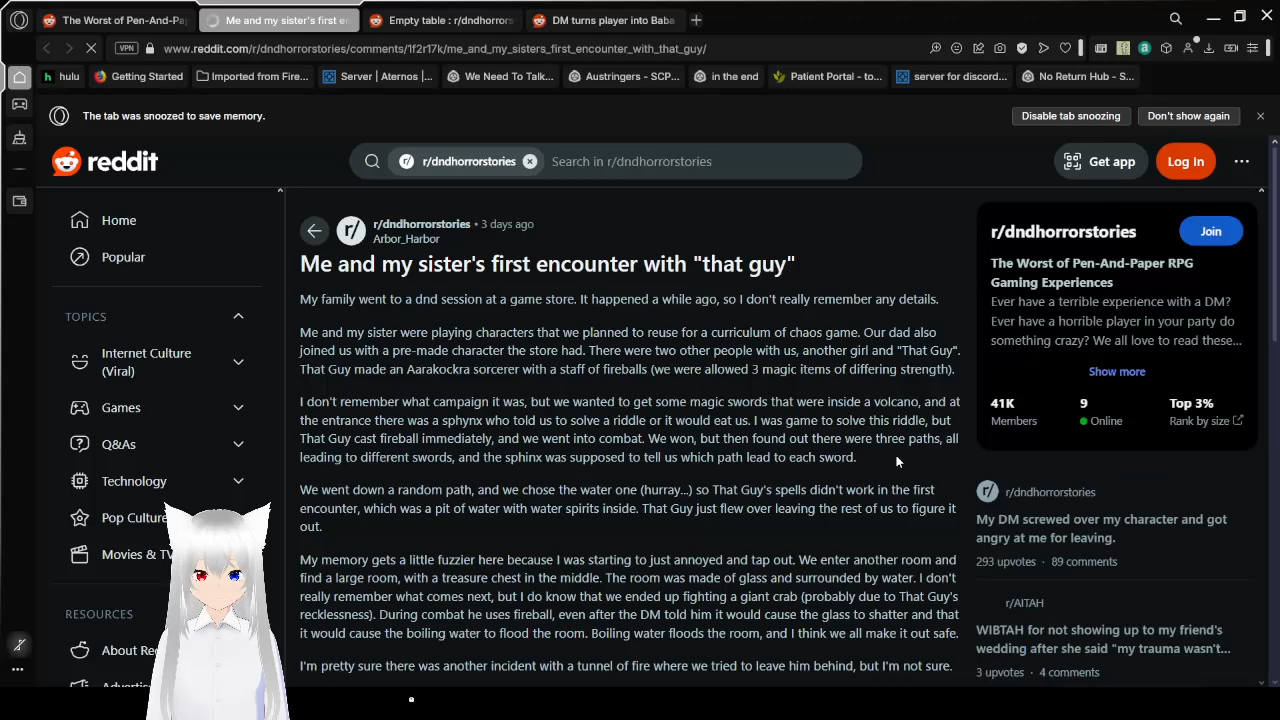 The Worst of Pen-And-Pa
Me and my sister's first en
Empty table : r/dndhorrors
DM turns player into Baba
VPN
www.reddit.com/r/dndhorrorstories/comments/1f2r17k/me_and_my_sisters_first_encounter_with_that_guy/
hulu
Getting Started
Imported from Fire...
Server | Aternos |...
We Need To Talk...
Austringers - SCP...
in the end
Patient Portal - to...
server for discord...
No Return Hub - S...
The tab was snoozed to save memory.
Disable tab snoozing
Don't show again
reddit
r/dndhorrorstories
Search in r/dndhorrorstories
Get app
Log In
Home
Popular
TOPICS
Internet Culture
(Viral)
Games
Q&As
Technology
Pop Culture
Movies & TV
RESOURCES
About Re
Adverti
r/dndhorrorstories • 3 days ago
Arbor_Harbor
Me and my sister's first encounter with "that guy"
My family went to a dnd session at a game store. It happened a while ago, so I don't really remember any details.
Me and my sister were playing characters that we planned to reuse for a curriculum of chaos game. Our dad also
joined us with a pre-made character the store had. There were two other people with us, another girl and "That Guy".
That Guy made an Aarakockra sorcerer with a staff of fireballs (we were allowed 3 magic items of differing strength).
I don't remember what campaign it was, but we wanted to get some magic swords that were inside a volcano, and at
the entrance there was a sphynx who told us to solve a riddle or it would eat us. I was game to solve this riddle, but
That Guy cast fireball immediately, and we went into combat. We won, but then found out there were three paths, all
leading to different swords, and the sphinx was supposed to tell us which path lead to each sword.
We went down a random path, and we chose the water one (hurray...) so That Guy's spells didn't work in the first
encounter, which was a pit of water with water spirits inside. That Guy just flew over leaving the rest of us to figure it
out.
My memory gets a little fuzzier here because I was starting to just annoyed and tap out. We enter another room and
find a large room, with a treasure chest in the middle. The room was made of glass and surrounded by water. I don't
really remember what comes next, but I do know that we ended up fighting a giant crab (probably due to That Guy's
recklessness). During combat he uses fireball, even after the DM told him it would cause the glass to shatter and that
it would cause the boiling water to flood the room. Boiling water floods the room, and I think we all make it out safe.
I'm pretty sure there was another incident with a tunnel of fire where we tried to leave him behind, but I'm not sure.
r/dndhorrorstories
Join
The Worst of Pen-And-Paper RPG
Gaming Experiences
Ever have a terrible experience with a DM?
Ever have a horrible player in your party do
something crazy? We all love to read these...
Show more
41K
Members
9
Online
Top 3%
Rank by size
r/dndhorrorstories
My DM screwed over my character and got
angry at me for leaving.
293 upvotes • 89 comments
r/AITAH
WIBTAH for not showing up to my friend's
wedding after she said "my trauma wasn't...
3 upvotes • 4 comments